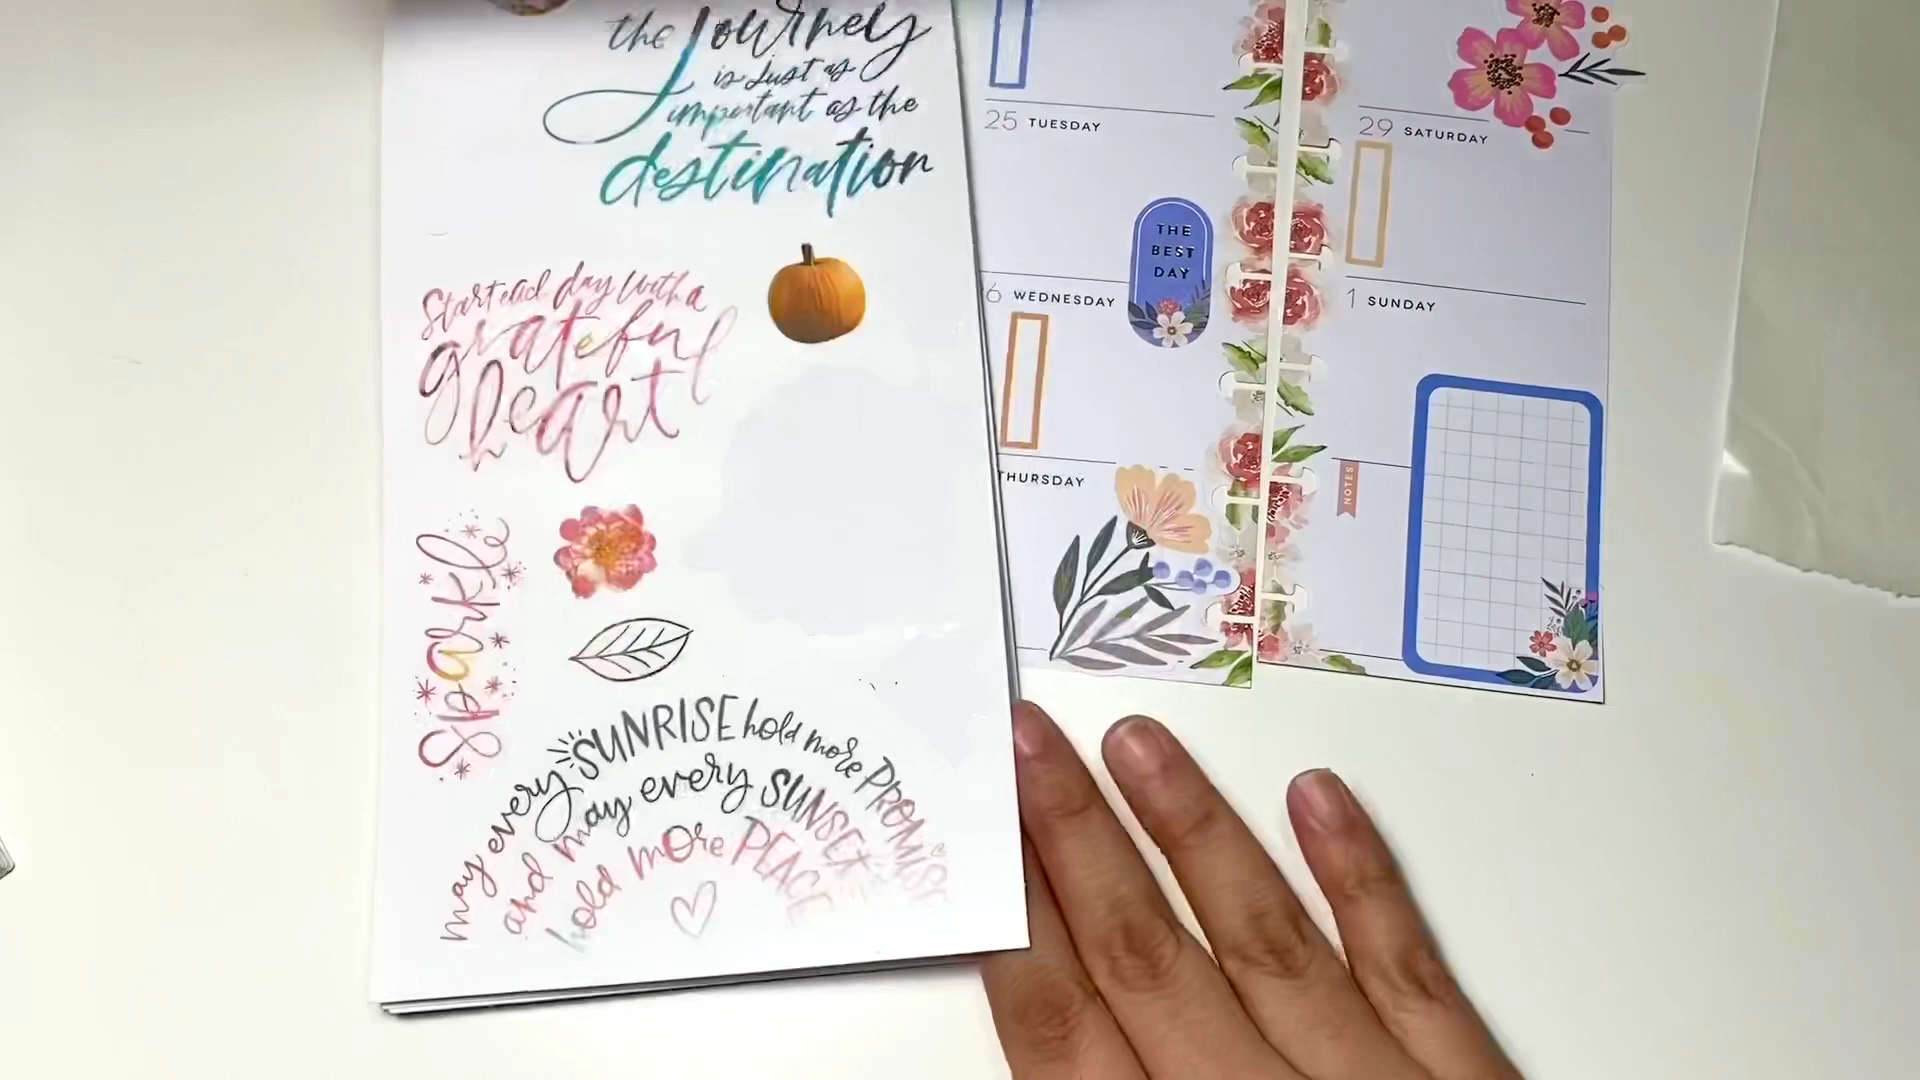 the Journey
is just as
important as the
destination
Start each day with a
grateful
heart
Sparkle
may every SUNRISE hold more PROMISE
and may every SUNSET
hold more PEACE
25 TUESDAY
THE
BEST
DAY
6 WEDNESDAY
THURSDAY
29 SATURDAY
1 SUNDAY
NOTES